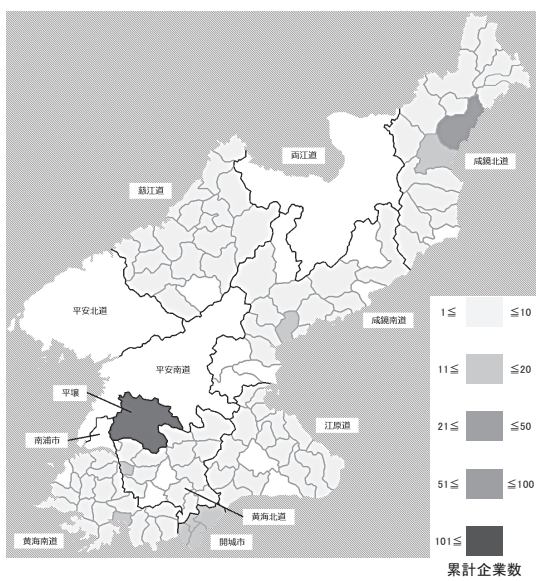 両江道
咸鏡北道
慈江道
平安北道
咸鏡南道
平安南道
平壌
南浦市
江原道
黄海北道
黄海南道
開城市
1≦ ≦10
11≦ ≦20
21≦ ≦50
51≦ ≦100
101≦
累計企業数